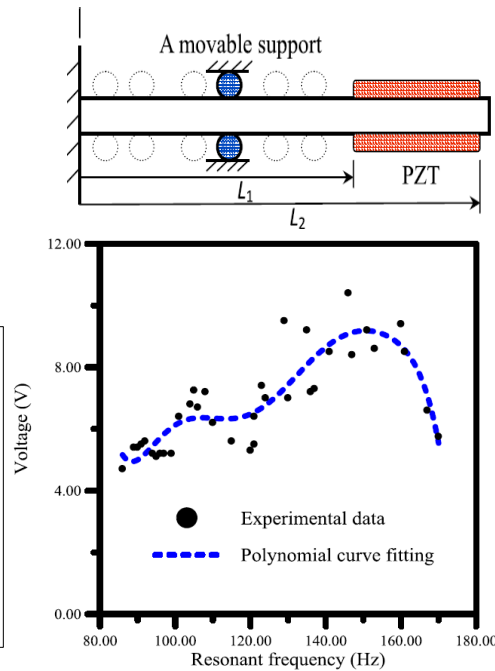 A movable support
L1
PZT
L2
12.00
8.00
4.00
0.00
Voltage (V)
Experimental data
Polynomial curve fitting
80.00 100.00 120.00 140.00 160.00 180.00
Resonant frequency (Hz)